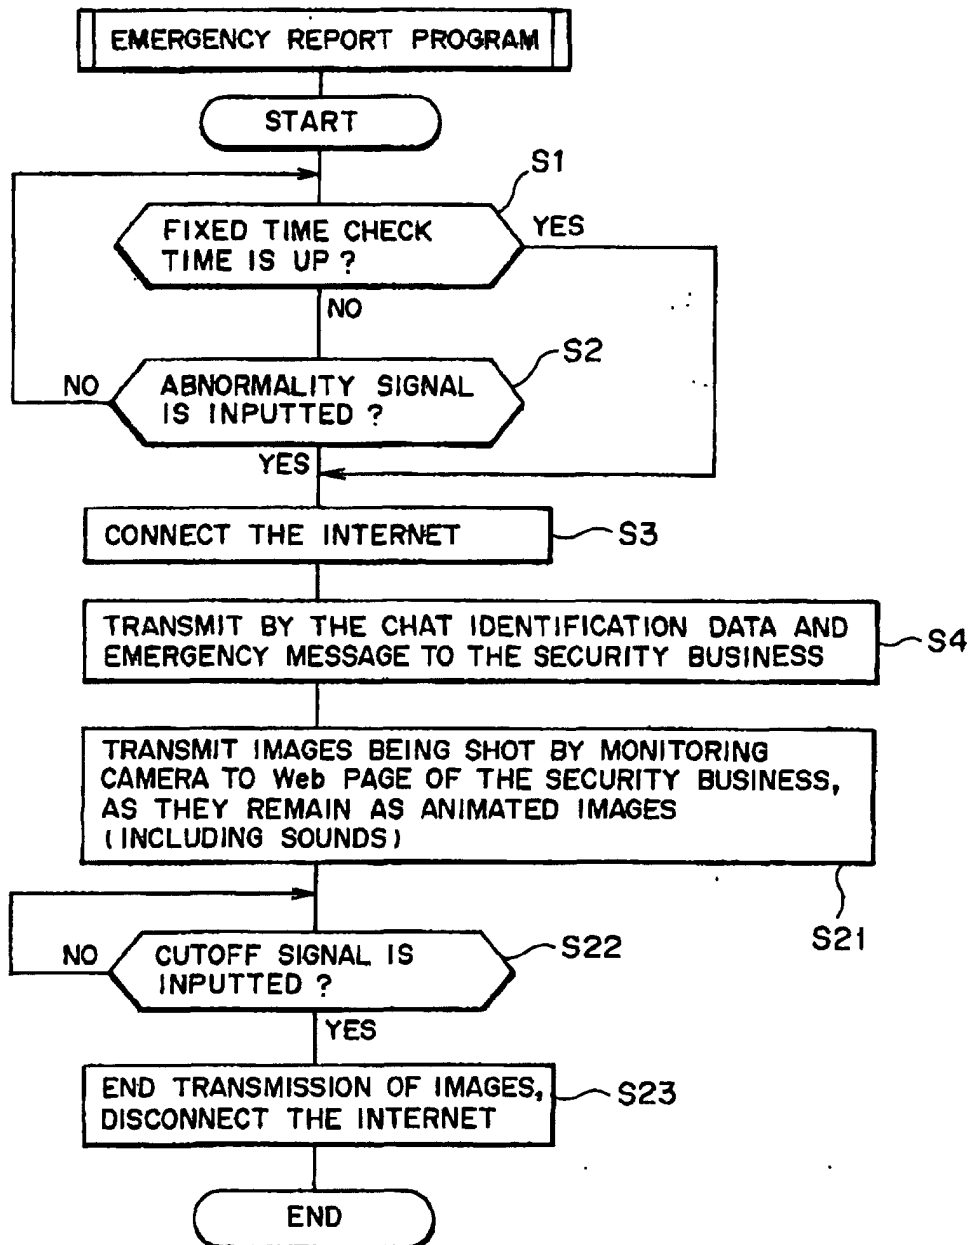 EMERGENCY REPORT PROGRAM
START
S1
FIXED TIME CHECK
TIME IS UP ?
YES
NO
S2
NO
ABNORMALITY SIGNAL
IS INPUTTED ?
YES
CONNECT THE INTERNET
S3
TRANSMIT BY THE CHAT IDENTIFICATION DATA AND
EMERGENCY MESSAGE TO THE SECURITY BUSINESS
S4
TRANSMIT IMAGES BEING SHOT BY MONITORING
CAMERA TO Web PAGE OF THE SECURITY BUSINESS,
AS THEY REMAIN AS ANIMATED IMAGES
(INCLUDING SOUNDS)
S21
NO
CUTOFF SIGNAL IS
INPUTTED ?
S22
YES
END TRANSMISSION OF IMAGES,
DISCONNECT THE INTERNET
S23
END